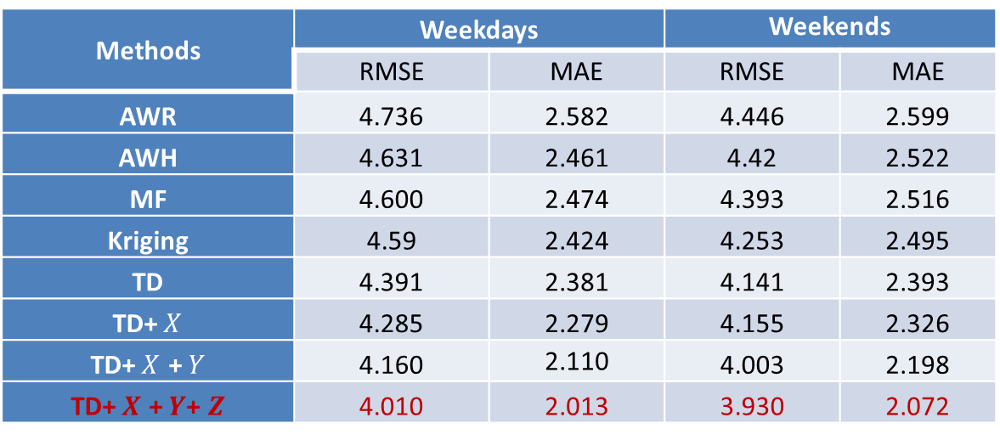 Methods Weekdays Weekends
RMSE MAE RMSE MAE
AWR 4.736 2.582 4.446 2.599
AWH 4.631 2.461 4.42 2.522
MF 4.600 2.474 4.393 2.516
Kriging 4.59 2.424 4.253 2.495
TD 4.391 2.381 4.141 2.393
TD+ X 4.285 2.279 4.155 2.326
TD+ X + Y 4.160 2.110 4.003 2.198
TD+ X + Y + Z 4.010 2.013 3.930 2.072